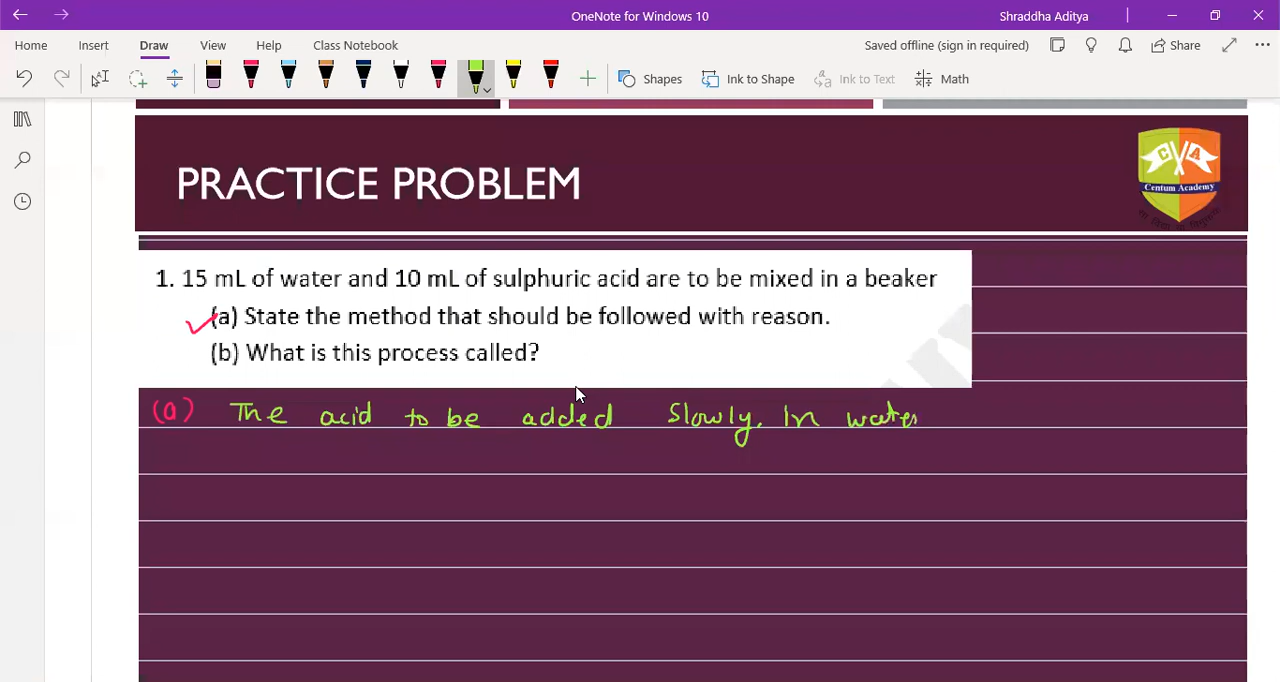 OneNote for Windows 10
Shraddha Aditya
Home Insert Draw View Help Class Notebook
Saved offline (sign in required) Share
Shapes Ink to Shape Ink to Text Math
PRACTICE PROBLEM
CA
Centum Academy
1. 15 mL of water and 10 mL of sulphuric acid are to be mixed in a beaker
(a) State the method that should be followed with reason.
(b) What is this process called?
(a) The acid to be added Slowly. In water